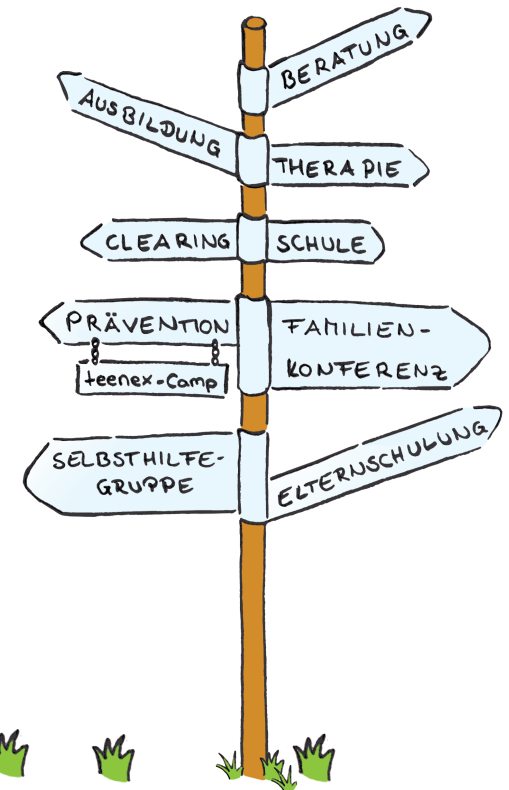 BERATUNG
AUSBILDUNG
THERAPIE
CLEARING
SCHULE
PRÄVENTION
teenex-Camp
FAMILIEN-
KONFERENZ
SELBSTHILFE-
GRUPPE
ELTERNSCHULUNG